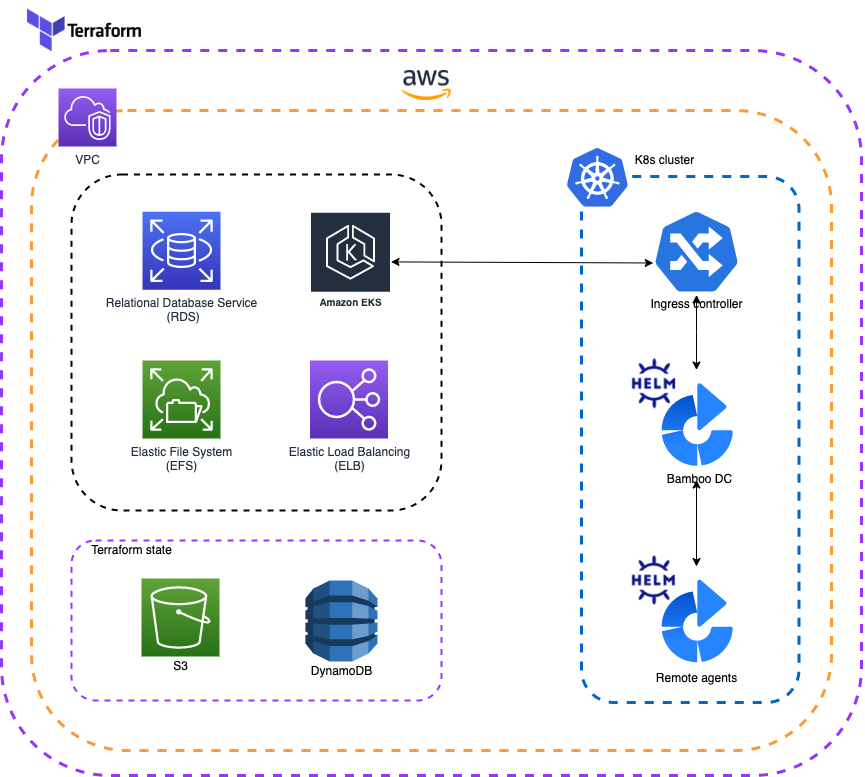 Terraform
aws
VPC
K8s cluster
Relational Database Service
(RDS)
K
Amazon EKS
Ingress controller
Elastic File System
(EFS)
Elastic Load Balancing
(ELB)
HELM
Bamboo DC
Terraform state
S3
DynamoDB
HELM
Remote agents